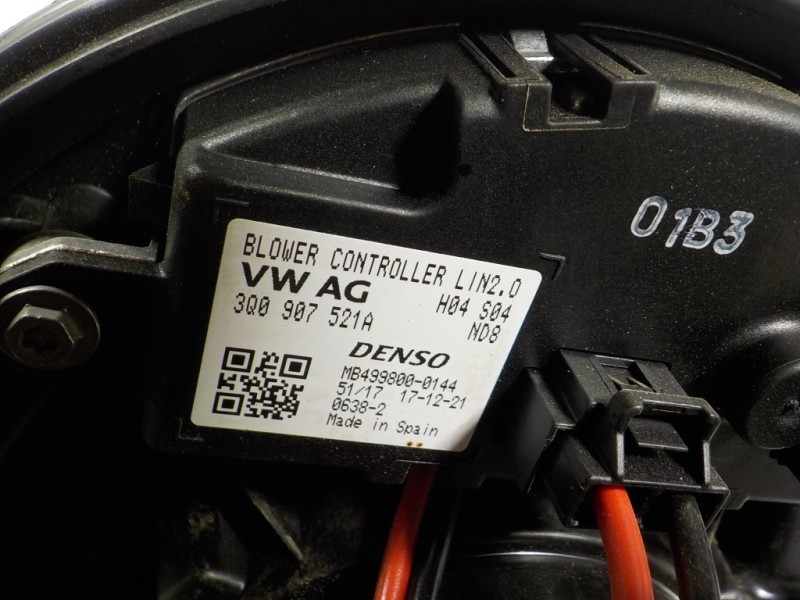 01B3
BLOWER CONTROLLER LIN2.0
VW AG
H04 S04
3Q0 907 521A
ND8
DENSO
MB499800-0144
51/17 17-12-21
0638-2
Made in Spain